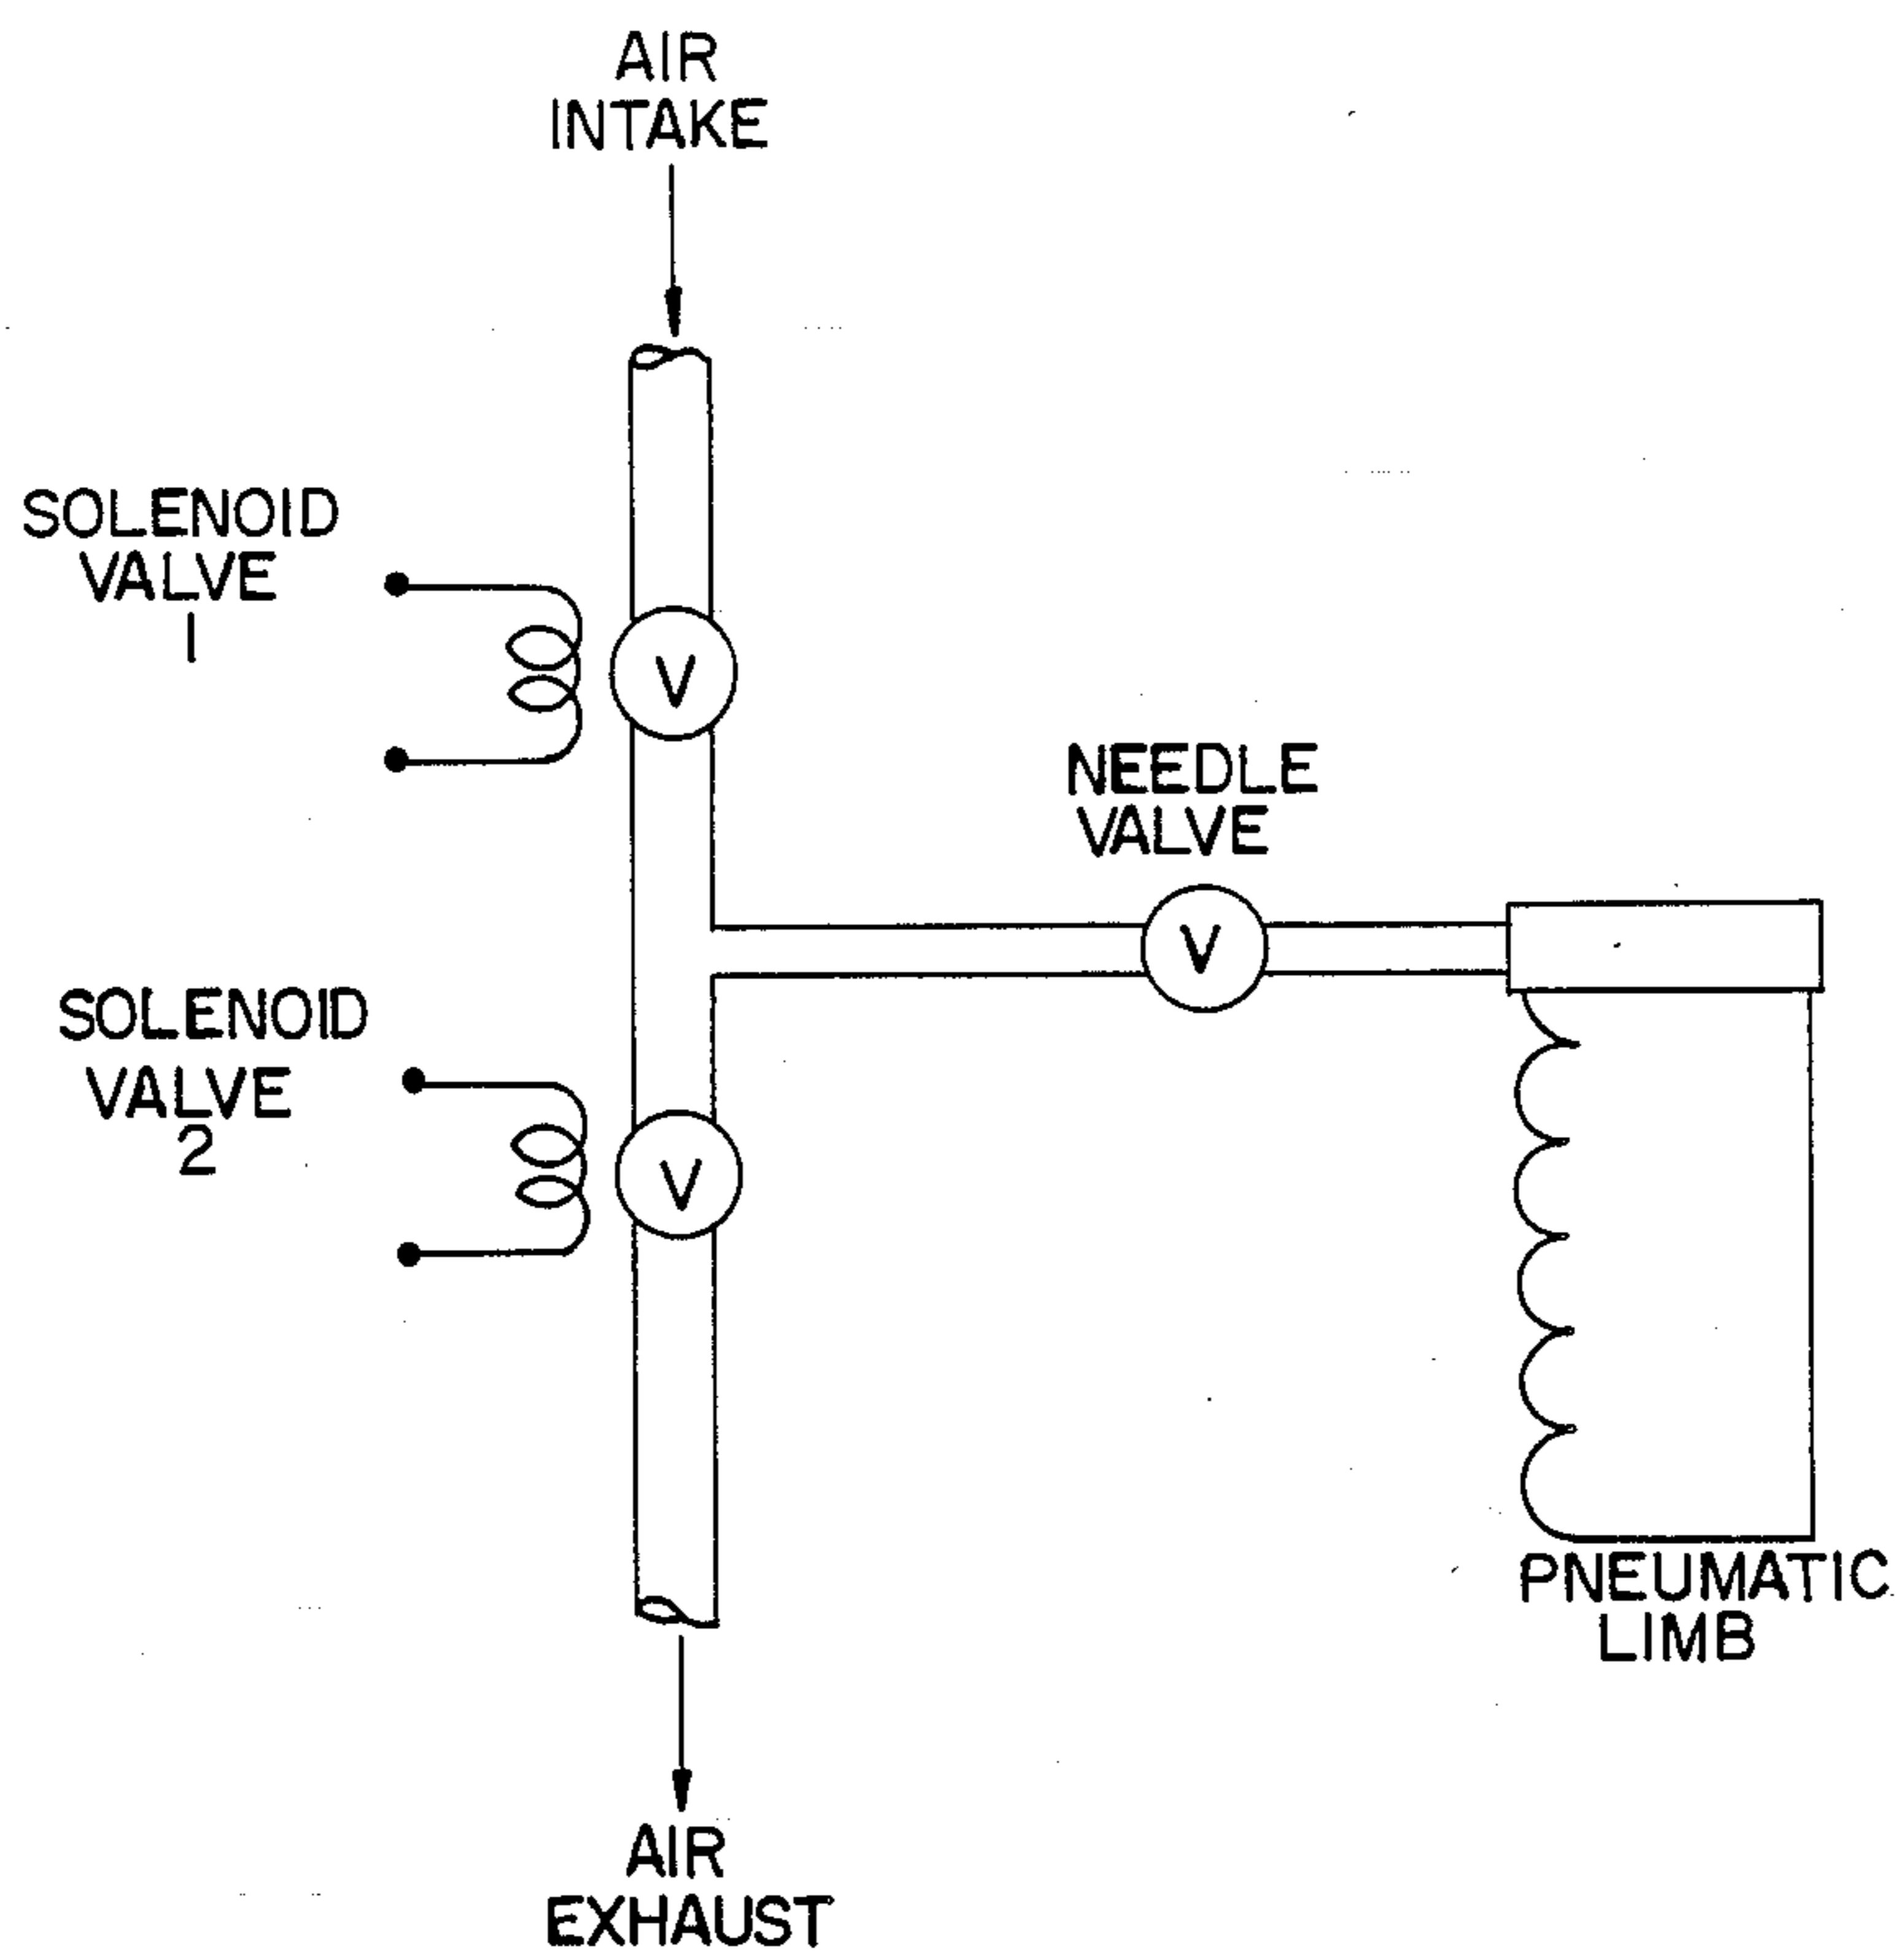 AIR
INTAKE
SOLENOID
VALVE
1
V
NEEDLE
VALVE
V
SOLENOID
VALVE
2
V
PNEUMATIC
LIMB
AIR
EXHAUST